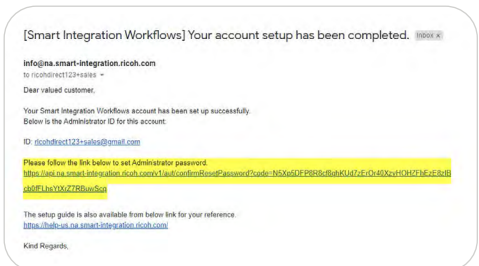 [Smart Integration Workflows] Your account setup has been completed. Inbox x
info@na.smart-integration.ricoh.com
to ricohdirect123+sales
Dear valued customer,
Your Smart Integration Workflows account has been set up successfully.
Below is the Administrator ID for this account.
ID: ricohdirect123+sales@gmail.com
Please follow the link below to set Administrator password.
The setup guide is also available from below link for your reference.
https://help-us.na.smart-integration.ricoh.com/
Kind Regards,